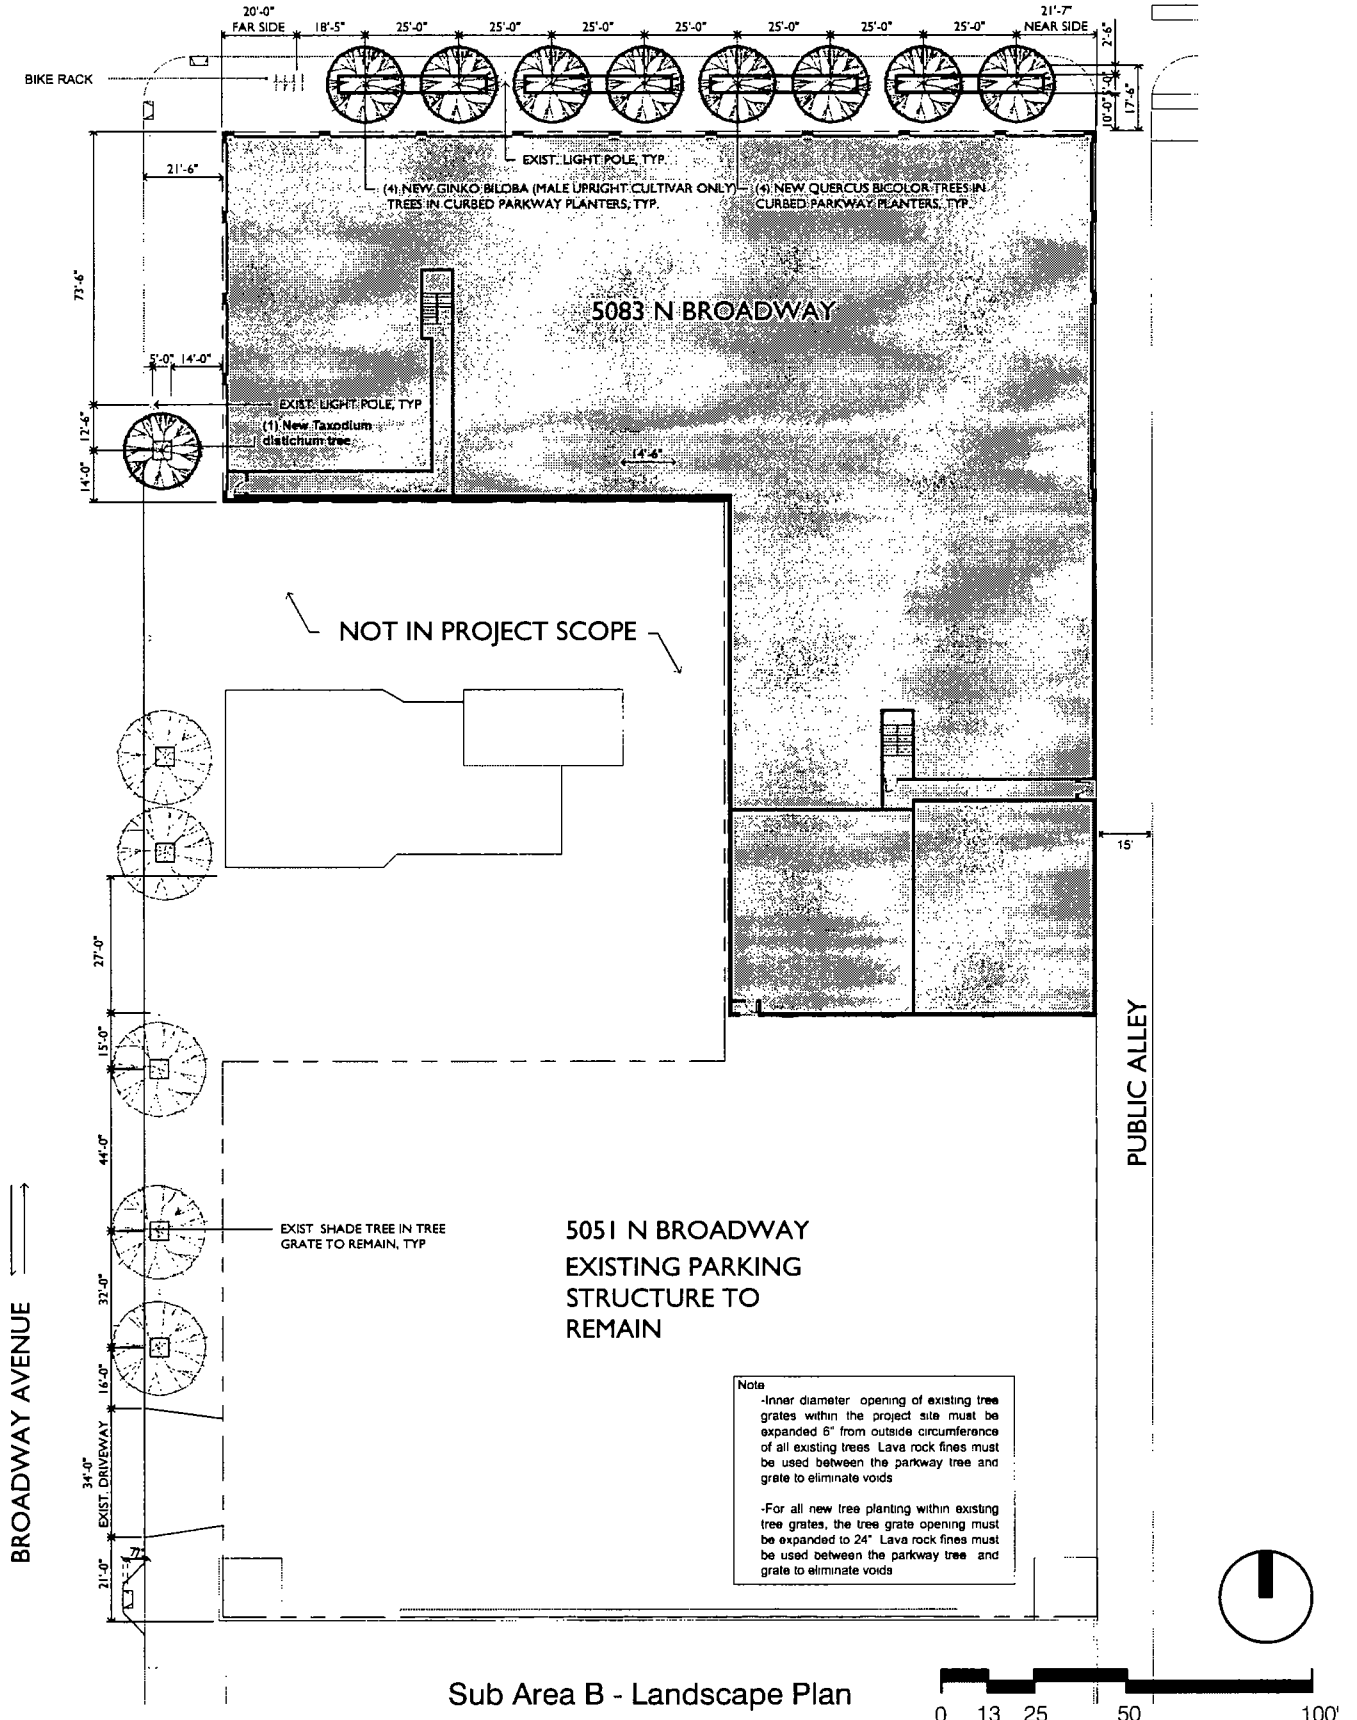 20'-0"
FAR SIDE
18'-5"
25'-0"
25'-0"
25'-0"
25'-0"
25'-0"
25'-0"
25'-0"
21'-7"
NEAR SIDE
2'-6"
10'-0"
17'-6"
BIKE RACK
21'-6"
EXIST. LIGHT POLE, TYP.
(4) NEW GINKO BILOBA (MALE UPRIGHT CULTIVAR ONLY)
TREES IN CURBED PARKWAY PLANTERS, TYP.
(4) NEW QUERCUS BICOLOR TREES IN
CURBED PARKWAY PLANTERS, TYP.
73'-6"
5083 N BROADWAY
5'-0"
14'-0"
EXIST. LIGHT POLE, TYP
(1) New Taxodium
distichum tree
12'-6"
14'-0"
14'-6"
NOT IN PROJECT SCOPE
15'
27'-0"
15'-0"
44'-0"
PUBLIC ALLEY
EXIST SHADE TREE IN TREE
GRATE TO REMAIN, TYP
5051 N BROADWAY
EXISTING PARKING
STRUCTURE TO
REMAIN
32'-0"
16'-0"
BROADWAY AVENUE
34'-0"
EXIST. DRIVEWAY
21'-0"
Note
-Inner diameter opening of existing tree
grates within the project site must be
expanded 6" from outside circumference
of all existing trees Lava rock fines must
be used between the parkway tree and
grate to eliminate voids
-For all new tree planting within existing
tree grates, the tree grate opening must
be expanded to 24" Lava rock fines must
be used between the parkway tree and
grate to eliminate voids
Sub Area B - Landscape Plan
0 13 25 50 100'